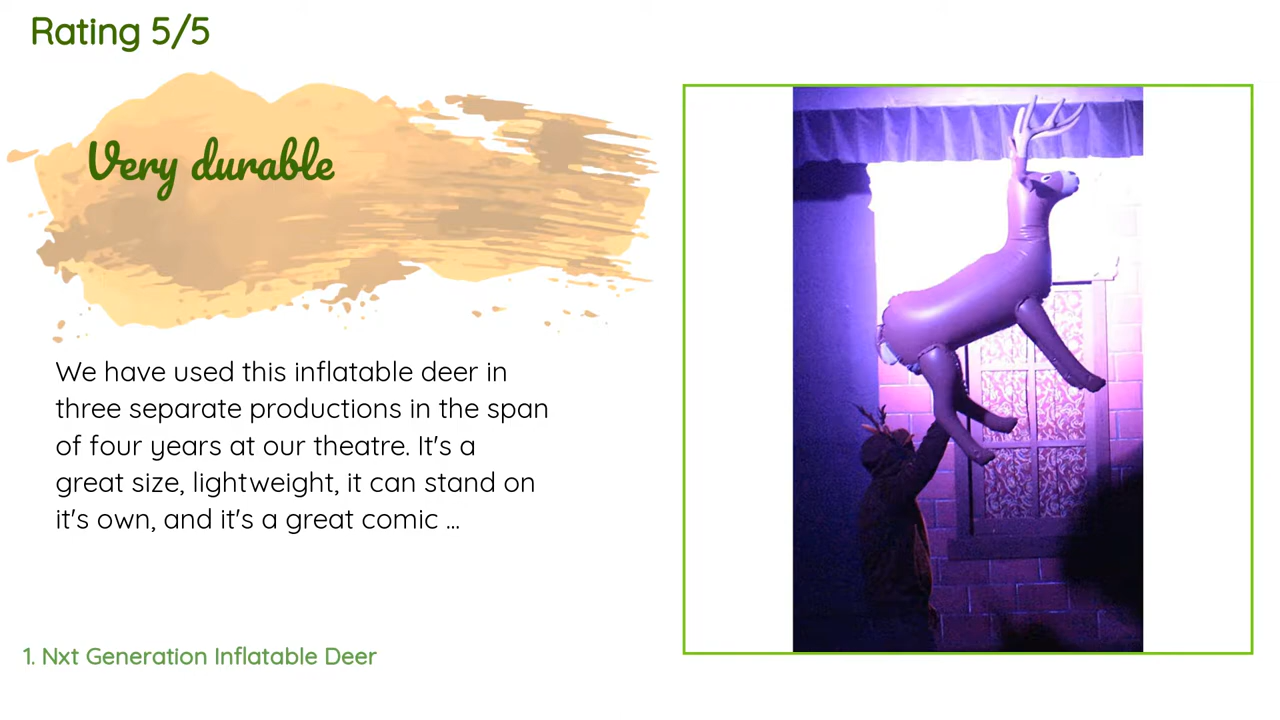 Rating 5/5
Very durable
We have used this inflatable deer in
three separate productions in the span
of four years at our theatre. It's a
great size, lightweight, it can stand on
it's own, and it's a great comic ...
1. Nxt Generation Inflatable Deer